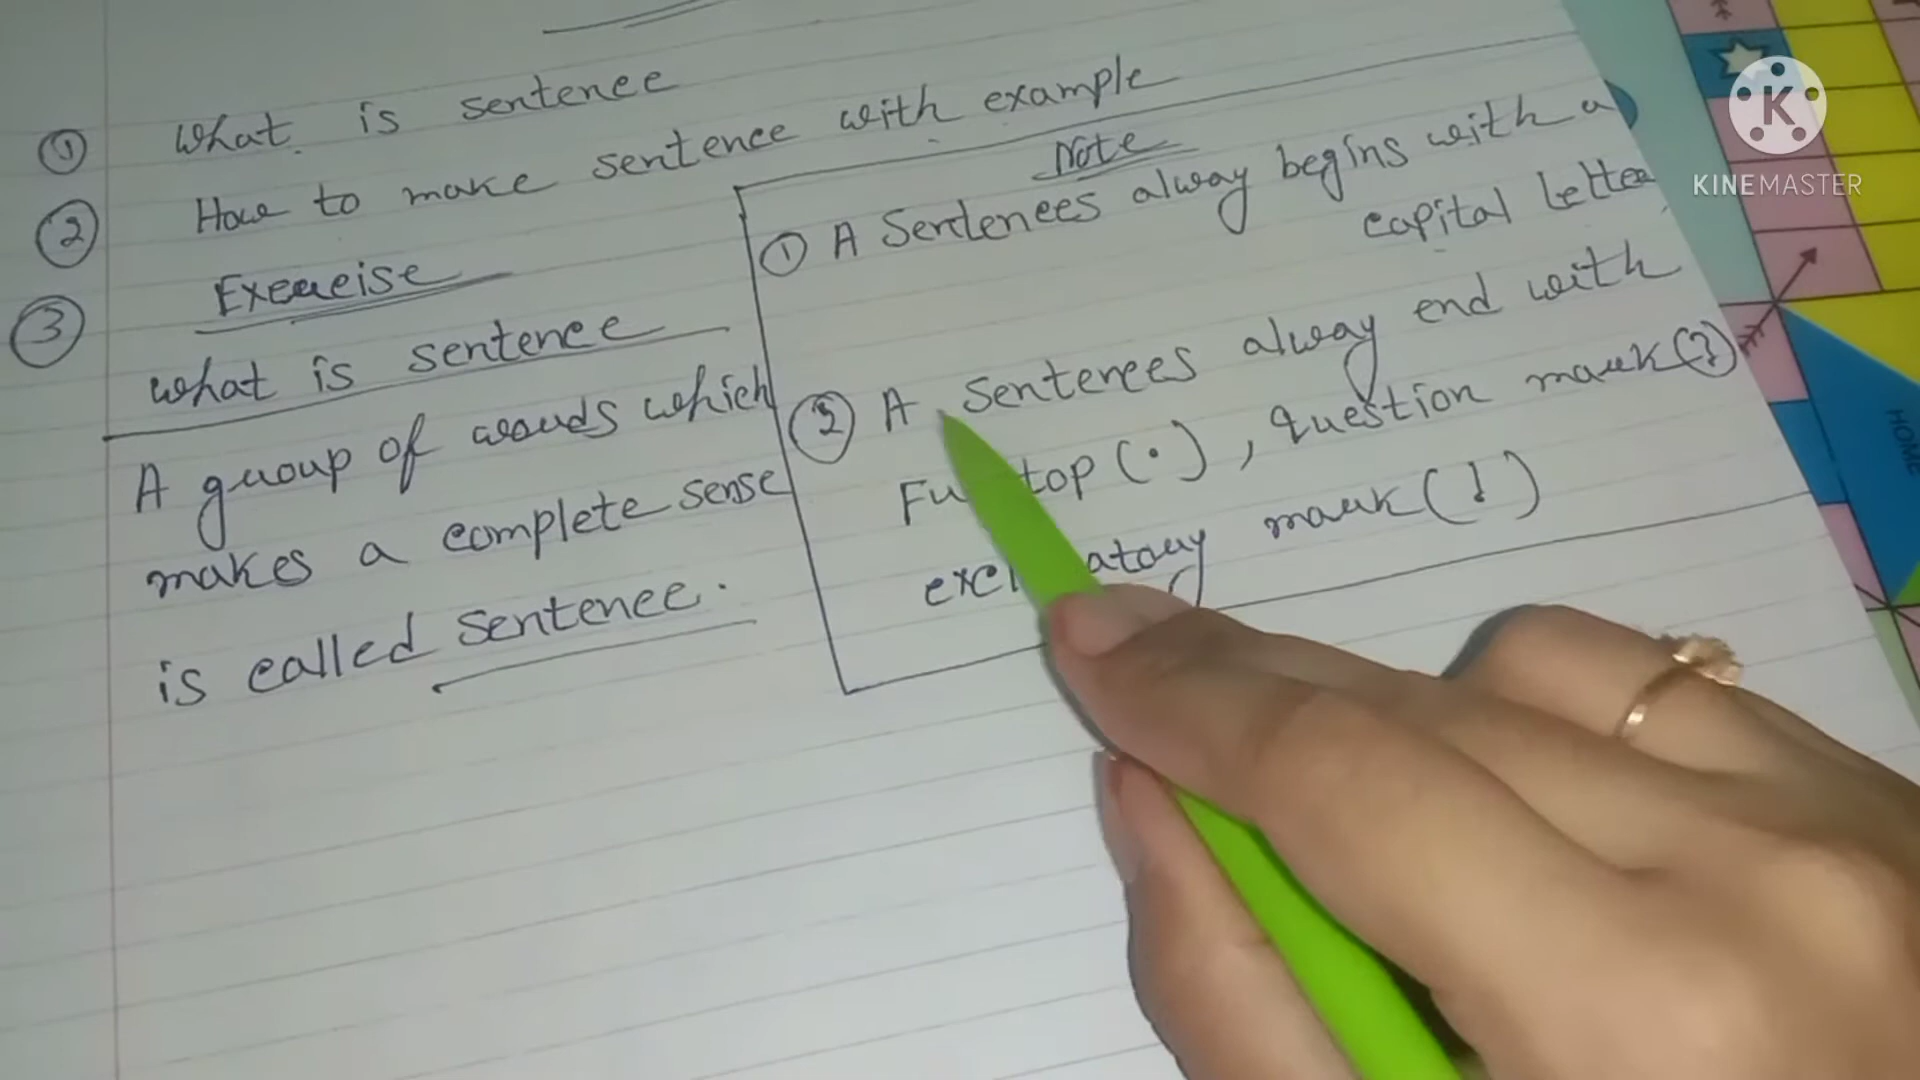 ① What is sentence
② How to make sentence with example
③ Exercise
what is sentence
A group of words which
makes a complete sense
is called sentence.
Note
① A Sentences alway begins with a
capital letter
② A Sentences alway end with
top (.), question mark (?)
mark (!)
KINEMASTER
HOME